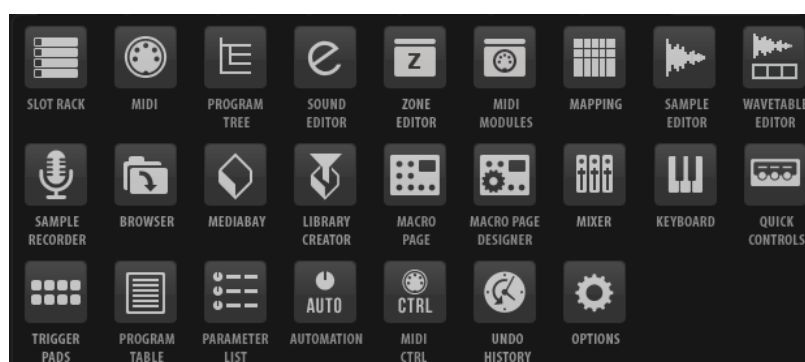 SLOT RACK MIDI PROGRAM SOUND ZONE MIDI MAPPING SAMPLE WAVETABLE
TREE EDITOR EDITOR MODULES EDITOR EDITOR
Z
SAMPLE BROWSER MEDIABAY LIBRARY MACRO MACRO PAGE MIXER KEYBOARD QUICK
RECORDER CREATOR PAGE DESIGNER CONTROLS
AUTO CTRL
TRIGGER PROGRAM PARAMETER AUTOMATION MIDI UNDO OPTIONS
PADS TABLE LIST CTRL HISTORY